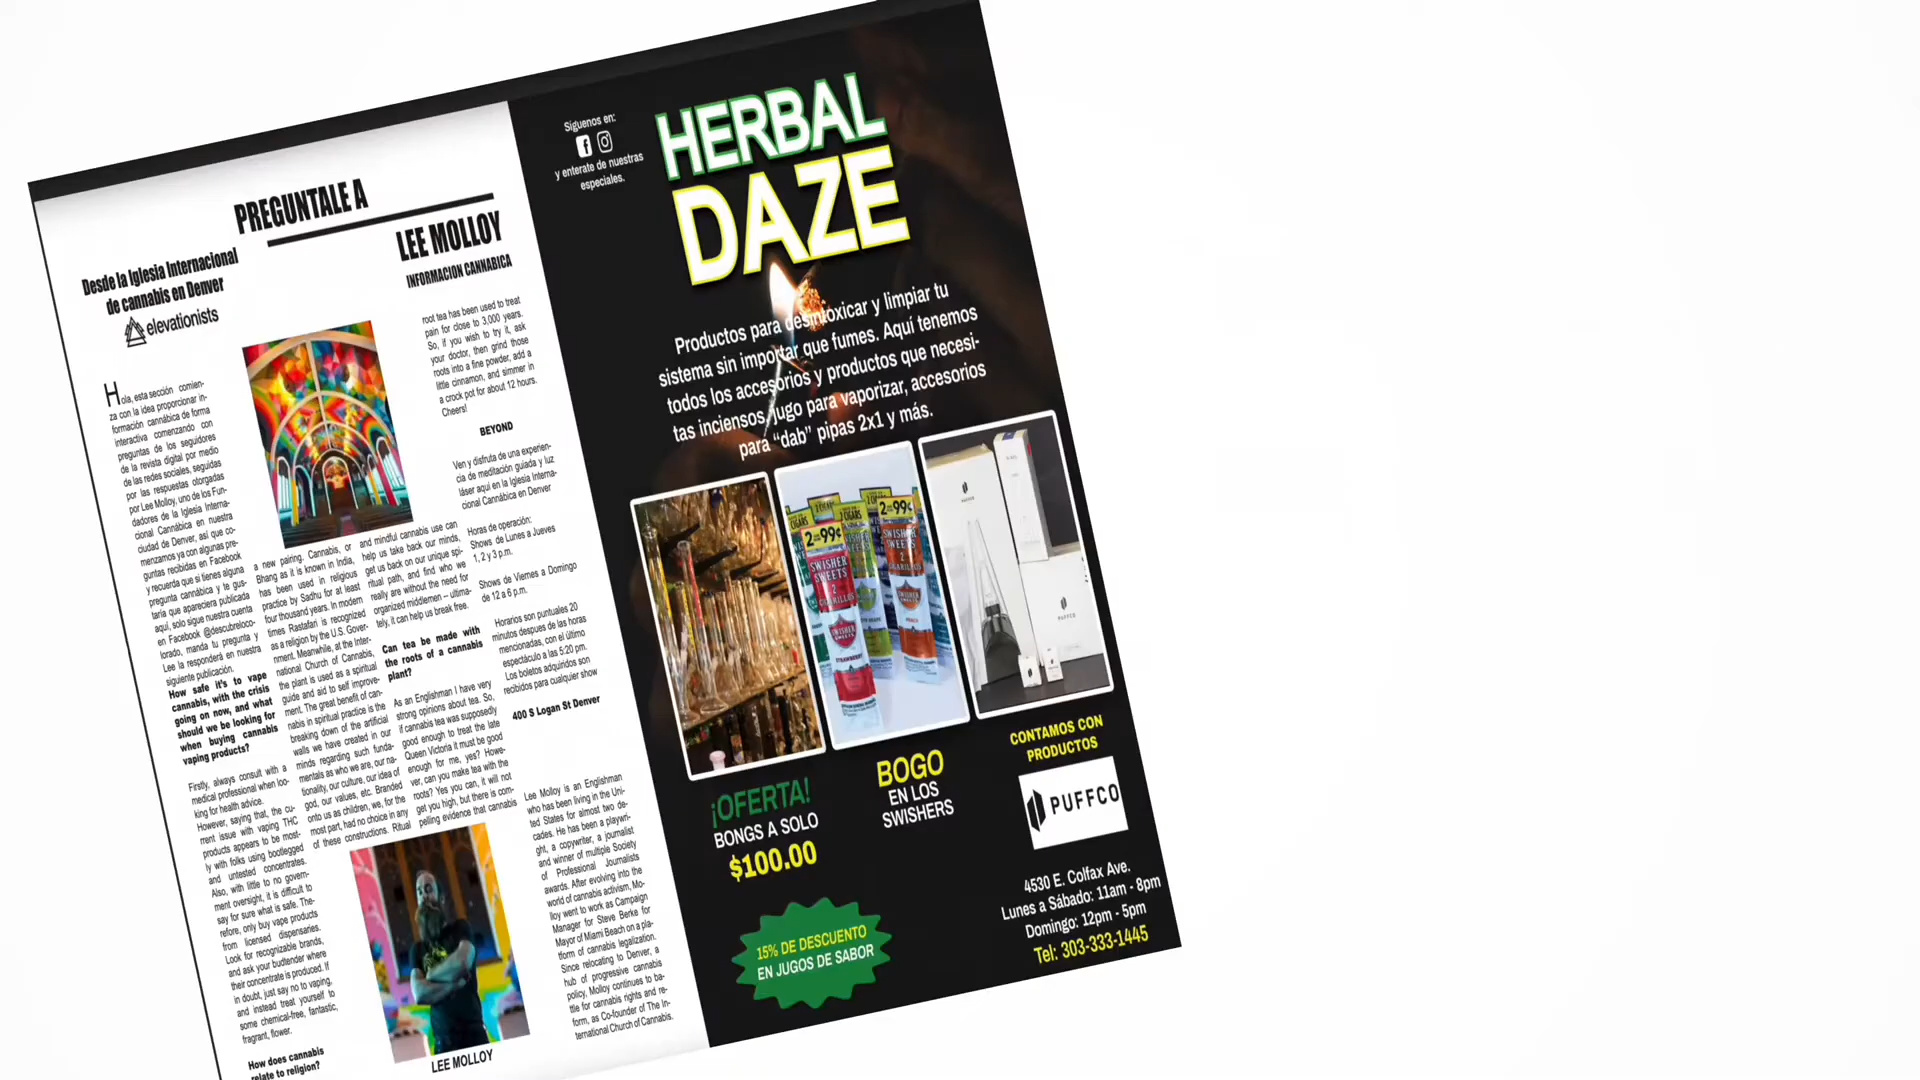 PREGUNTALE A
LEE MOLLOY
INFORMACION CANNABICA
Desde la Iglesia Internacional
de cannabis en Denver
elevationists
Hola, esta sección comien-
za con la idea proporcionar in-
formación cannábica de forma
interactiva comenzando con
preguntas de los seguidores
de la revista digital por medio
de las redes sociales, seguidas
por las respuestas otorgadas
por Lee Molloy, uno de los Fun-
dadores de la Iglesia Interna-
cional Cannábica en nuestra
ciudad de Denver, así que co-
menzamos ya con algunas pre-
guntas recibidas en Facebook
y recuerda que si tienes alguna
pregunta cannábica y le gus-
taría que apareciera publicada
aquí, solo sigue nuestra cuenta
en Facebook @descubreloco-
lorado, manda tu pregunta y
Lee la responderá en nuestra
siguiente publicación.
How safe it's to vape
cannabis, with the crisis
going on now, and what
should we be looking for
when buying cannabis
vaping products?
Firstly, always consult with a
medical professional when loo-
king for health advice.
However, saying that, the cu-
rrent issue with vaping THC
products appears to be most-
ly with folks using bootlegged
and untested concentrates.
Also, with little to no govern-
ment oversight, it is difficult to
say for sure what is safe. The-
refore, only buy vape products
from licensed dispensaries.
Look for recognizable brands,
and ask your budtender where
their concentrate is produced. If
in doubt, just say no to vaping,
and instead treat yourself to
some chemical-free, fantastic,
fragrant, flower.
How does cannabis
relate to religion?
a new pairing. Cannabis, or
Bhang as it is known in India,
has been used in religious
practice by Sadhu for at least
four thousand years. In modern
times Rastafari is recognized
as a religion by the U.S. Gover-
nment. Meanwhile, at the Inter-
national Church of Cannabis,
the plant is used as a spiritual
guide and aid to self improve-
ment. The great benefit of can-
nabis in spiritual practice is the
breaking down of the artificial
walls we have created in our
minds regarding such funda-
mentals as who we are, our na-
tionality, our culture, our idea of
god, our values, etc. Branded
onto us as children, we, for the
most part, had no choice in any
of these constructions. Ritual
and mindful cannabis use can
help us take back our minds,
get us back on our unique spi-
ritual path, and find who we
really are without the need for
organized middlemen – ultima-
tely, it can help us break free.
Can tea be made with
the roots of a cannabis
plant?
As an Englishman I have very
strong opinions about tea. So,
if cannabis tea was supposedly
good enough to treat the late
Queen Victoria it must be good
enough for me, yes? Howe-
ver, can you make tea with the
roots? Yes you can, it will not
get you high, but there is com-
pelling evidence that cannabis
LEE MOLLOY
root tea has been used to treat
pain for close to 3,000 years.
So, if you wish to try it, ask
your doctor, then grind those
roots into a fine powder, add a
little cinnamon, and simmer in
a crock pot for about 12 hours.
Cheers!
BEYOND
Ven y disfruta de una experien-
cia de meditación guiada y luz
láser aqui en la Iglesia Interna-
cional Cannábica en Denver
Horas de operación:
Shows de Lunes a Jueves
1, 2 y 3 p.m.
Shows de Viernes a Domingo
de 12 a 6 p.m.
Horarios son puntuales 20
minutos despues de las horas
mencionadas, con el último
espectáculo a las 5:20 pm.
Los boletos adquiridos son
recibidos para cualquier show
400 S Logan St Denver
Lee Molloy is an Englishman
who has been living in the Uni-
ted States for almost two de-
cades. He has been a playwri-
ght, a copywriter, a journalist
and winner of multiple Society
of Professional Journalists
awards. After evolving into the
world of cannabis activism, Mo-
lloy went to work as Campaign
Manager for Steve Berke for
Mayor of Miami Beach on a pla-
tform of cannabis legalization.
Since relocating to Denver, a
hub of progressive cannabis
policy, Molloy continues to ba-
ttle for cannabis rights and re-
form, as Co-founder of The In-
ternational Church of Cannabis.
Síguenos en:
y enterate de nuestras
especiales.
HERBAL
DAZE
Productos para desintoxicar y limpiar tu
sistema sin importar que fumes. Aquí tenemos
todos los accesorios y productos que necesi-
tas inciensos, jugo para vaporizar, accesorios
para “dab” pipas 2x1 y más.
CIGARS
CIGARS
2 FOR 99¢
2 FOR 99¢
SWISHER
SWEETS
2
CIGARILLOS
SWISHER
SWEETS
STRAWBERRY
SWISHER
SWEETS
2
PUFFCO
PUFFCO
¡OFERTA!
BONGS A SOLO
$100.00
BOGO
EN LOS
SWISHERS
CONTAMOS CON
PRODUCTOS
PUFFCO
15% DE DESCUENTO
EN JUGOS DE SABOR
4530 E. Colfax Ave.
Lunes a Sábado: 11am - 8pm
Domingo: 12pm - 5pm
Tel: 303-333-1445